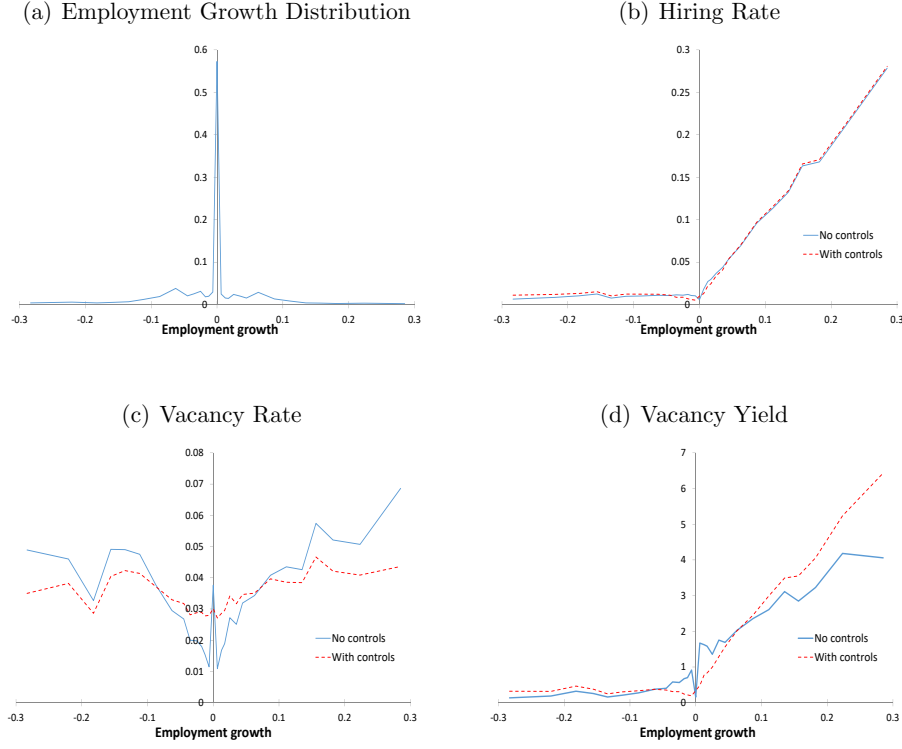 (a) Employment Growth Distribution
0.6
0.5
0.4
0.3
0.2
0.1
0
-0.3 -0.2 -0.1 0 0.1 0.2 0.3
Employment growth
(b) Hiring Rate
0.3
0.25
0.2
0.15
0.1
0.05
0
No controls
With controls
-0.3 -0.2 -0.1 0 0.1 0.2 0.3
Employment growth
(c) Vacancy Rate
0.08
0.07
0.06
0.05
0.04
0.03
0.02
0.01
0
No controls
With controls
-0.3 -0.2 -0.1 0 0.1 0.2 0.3
Employment growth
(d) Vacancy Yield
7
6
5
4
3
2
1
0
No controls
With controls
-0.3 -0.2 -0.1 0 0.1 0.2 0.3
Employment growth